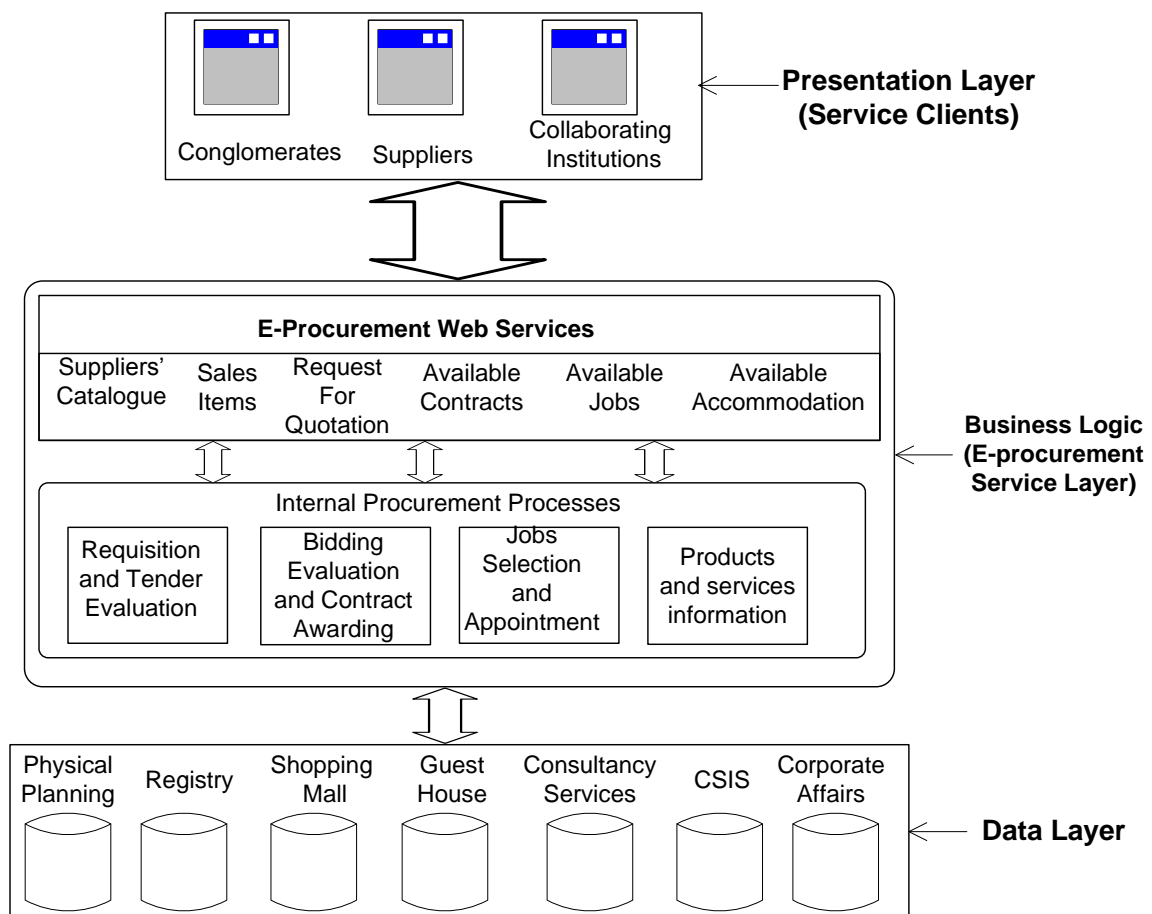 Conglomerates
Suppliers
Collaborating
Institutions
Presentation Layer
(Service Clients)
E-Procurement Web Services
Suppliers'
Catalogue
Sales
Items
Request
For
Quotation
Available
Contracts
Available
Jobs
Available
Accommodation
Business Logic
(E-procurement
Service Layer)
Internal Procurement Processes
Requisition
and Tender
Evaluation
Bidding
Evaluation
and Contract
Awarding
Jobs
Selection
and
Appointment
Products
and services
information
Physical
Planning
Registry
Shopping
Mall
Guest
House
Consultancy
Services
CSIS
Corporate
Affairs
Data Layer